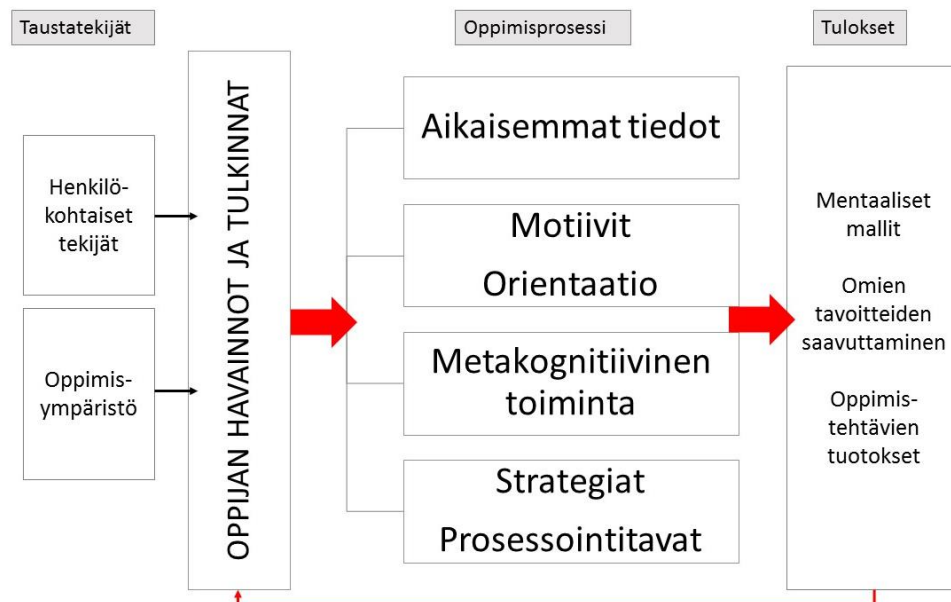 Taustatekijät
Oppimisprosessi
Tulokset
Henkilö-
kohtaiset
tekijät
Oppimis-
ympäristö
OPPIJAN HAVAINNOT JA TULKINNAT
Aikaisemmat tiedot
Motiivit
Orientaatio
Metakognitiivinen
toiminta
Strategiat
Prosessointitavat
Mentaaliset
mallit
Omien
tavoitteiden
saavuttaminen
Oppimis-
tehtävien
tuotokset